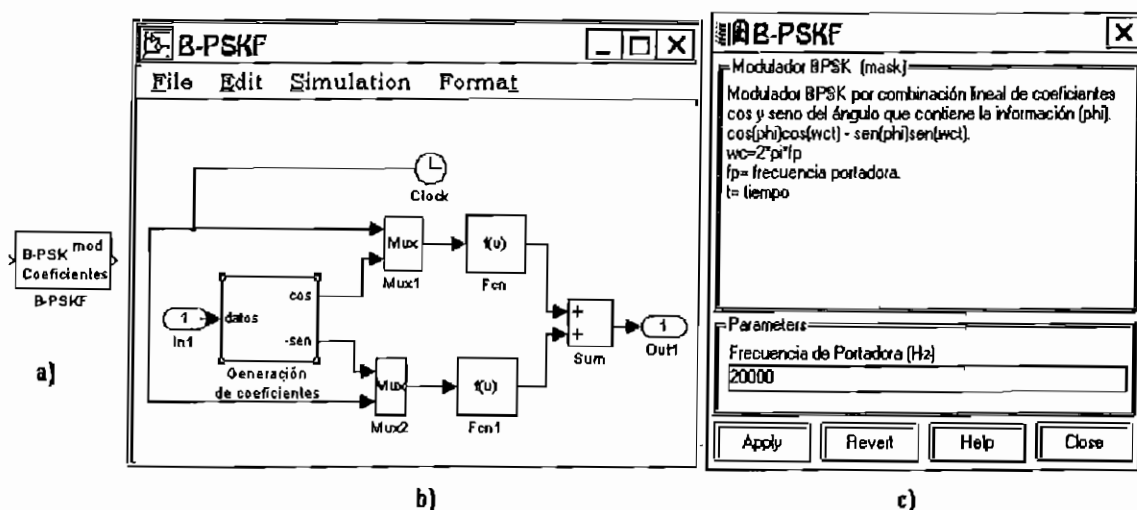 B-PSK mod
Coeficientes
B-PSKF
a)
B-PSKF
File Edit Simulation Format
Clock
Mux
Mux1
f(u)
Fcn
1
In1
datos
cos
-sen
Generación
de coeficientes
Mux
Mux2
f(u)
Fcn1
+
+
Sum
1
Out1
b)
B-PSKF
Modulador BPSK (mask)
Modulador BPSK por combinación lineal de coeficientes
cos y seno del ángulo que contiene la información (phi).
cos(phi)cos(wct) - sen(phi)sen(wct).
wc=2*pi*fp
fp= frecuencia portadora.
t= tiempo
Parameters
Frecuencia de Portadora (Hz)
20000
Apply Revert Help Close
c)